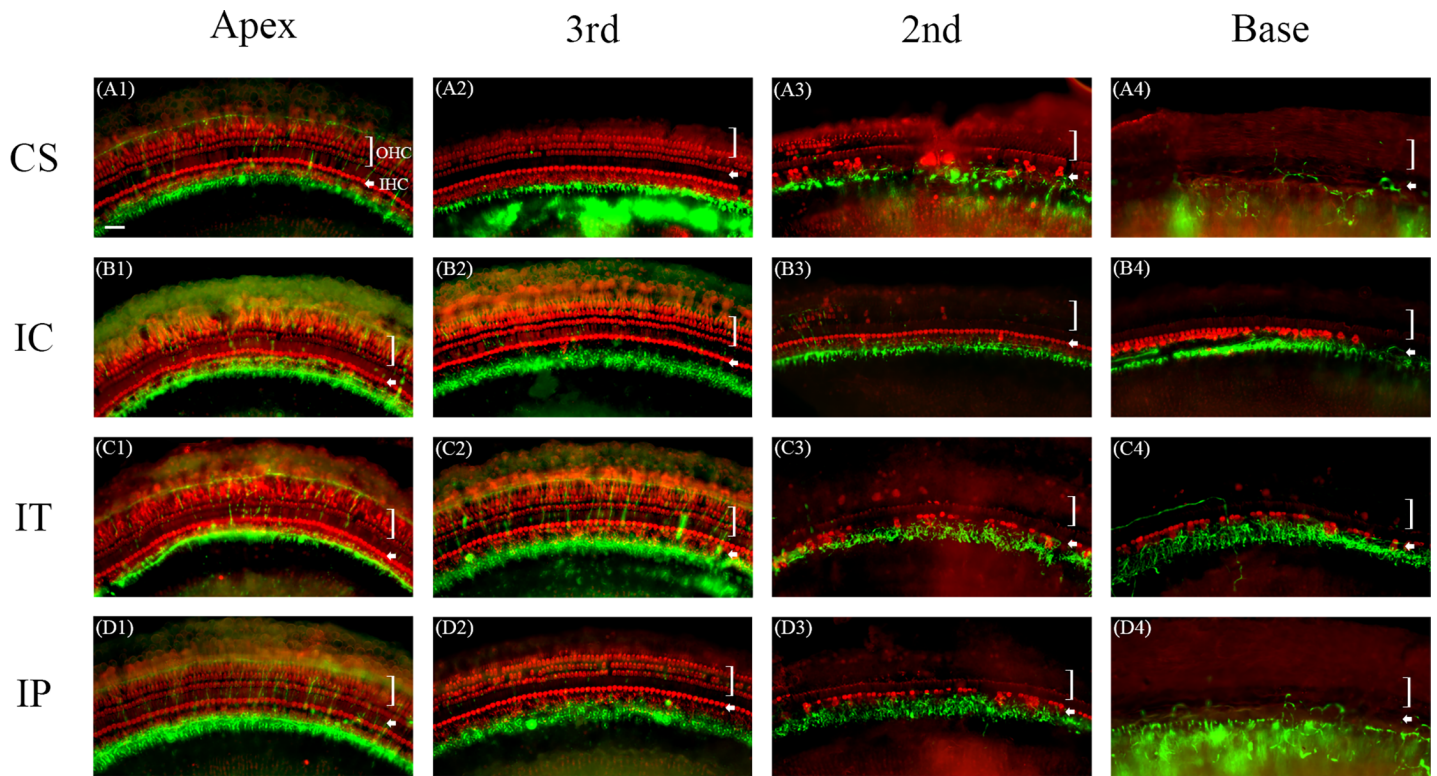 Apex 3rd 2nd Base
CS (A1) (A2) (A3) (A4)
OHC
IHC
IC (B1) (B2) (B3) (B4)
IT (C1) (C2) (C3) (C4)
IP (D1) (D2) (D3) (D4)